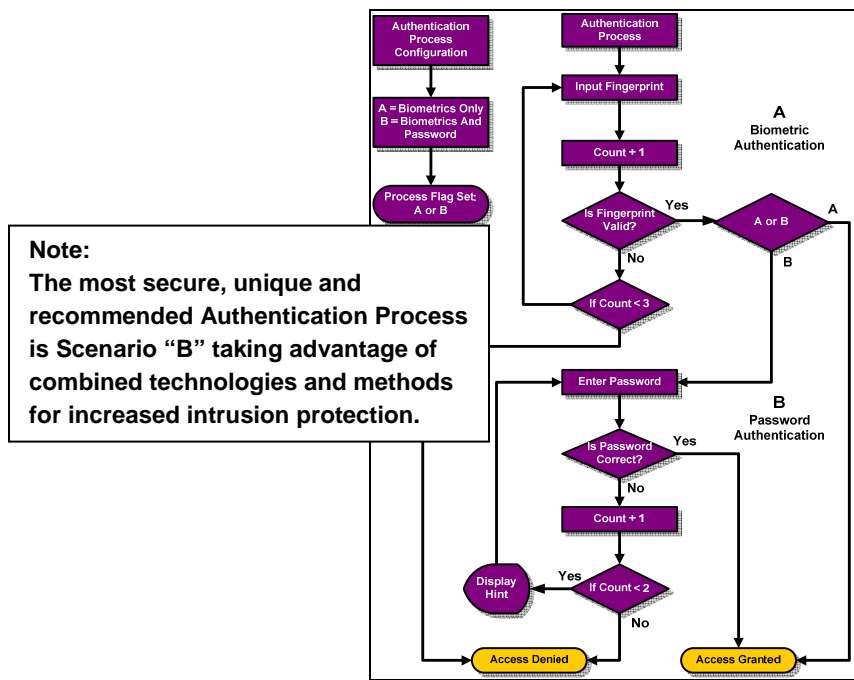 Authentication
Process
Configuration
A = Biometrics Only
B = Biometrics And
Password
Process Flag Set:
A or B
Authentication
Process
Input Fingerprint
Count + 1
Is Fingerprint
Valid?
Yes
No
If Count < 3
A
Biometric
Authentication
A or B
A
B
Note:
The most secure, unique and
recommended Authentication Process
is Scenario “B” taking advantage of
combined technologies and methods
for increased intrusion protection.
Enter Password
B
Password
Authentication
Is Password
Correct?
Yes
No
Count + 1
If Count < 2
Yes
No
Display
Hint
Access Denied
Access Granted